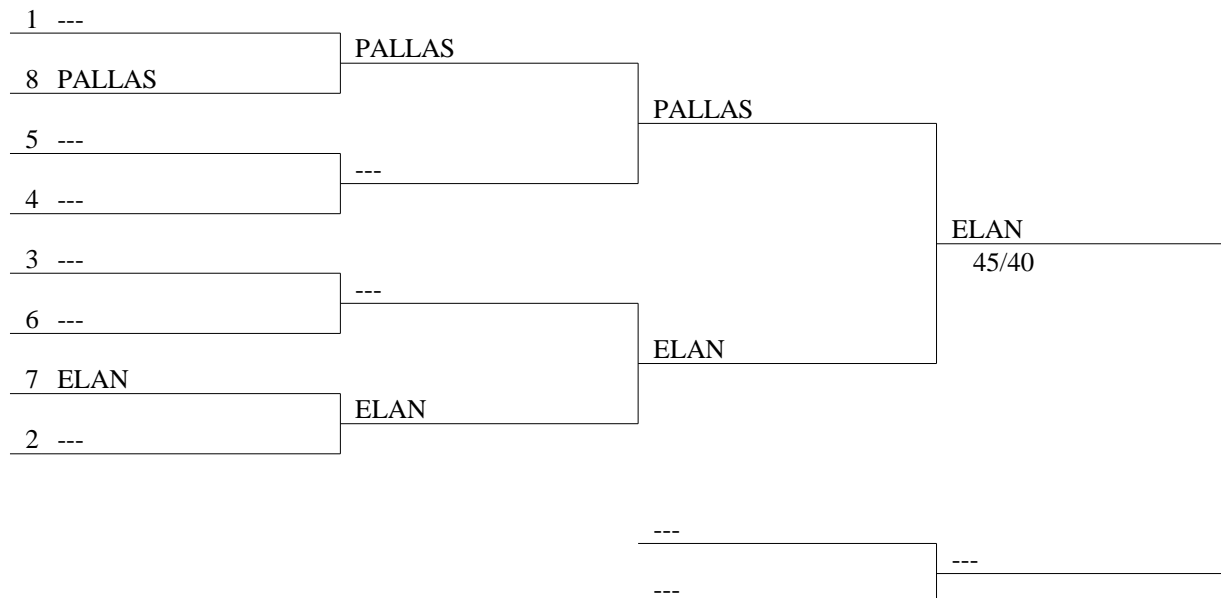 1 ---
PALLAS
8 PALLAS
PALLAS
5 ---
---
4 ---
ELAN
45/40
3 ---
---
6 ---
ELAN
7 ELAN
ELAN
2 ---
---
---
---